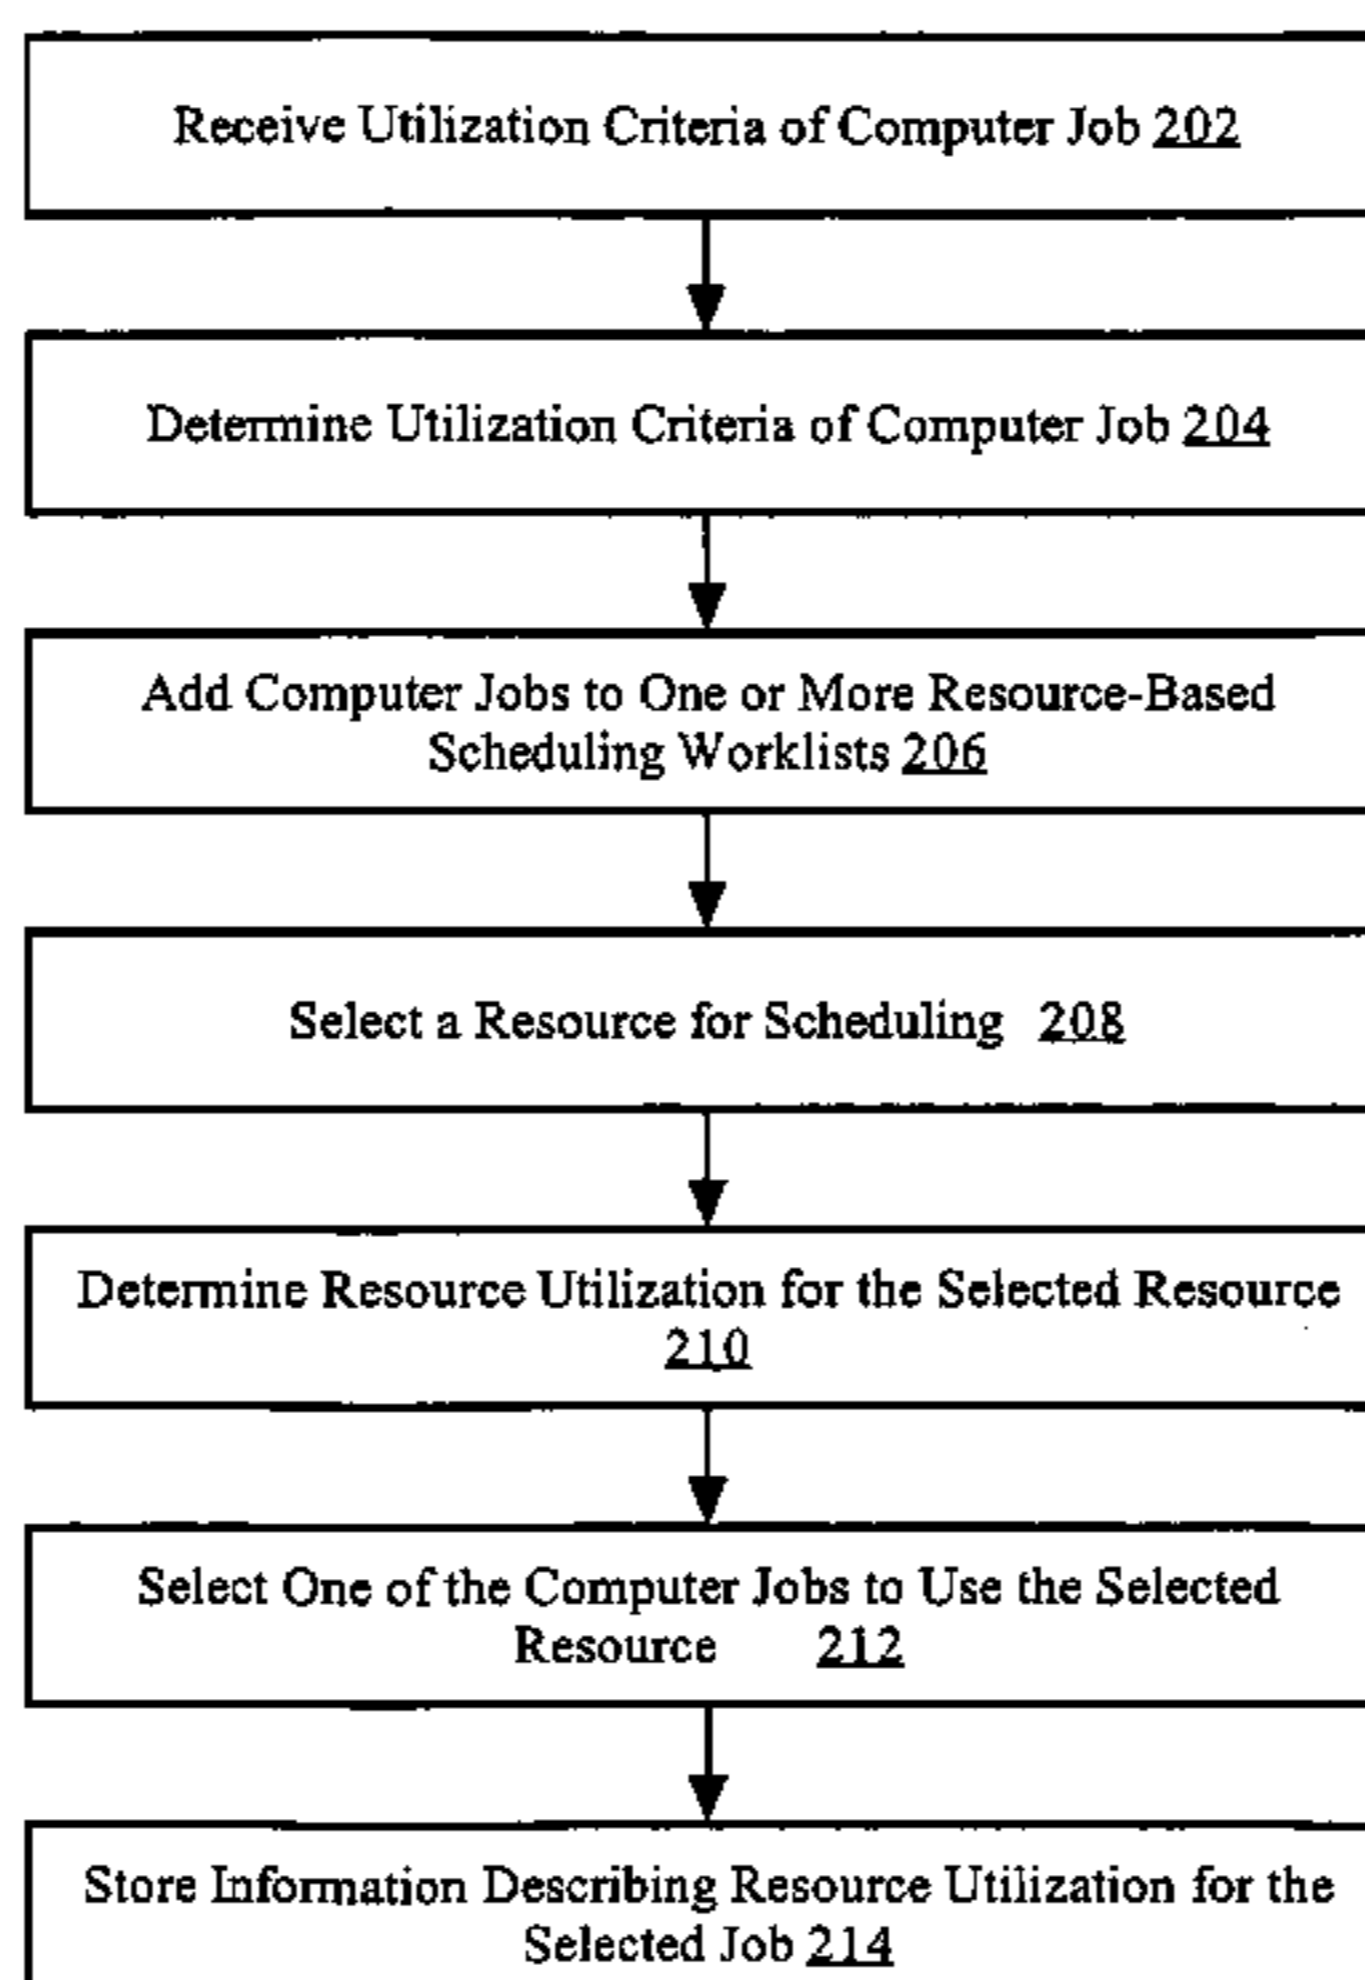 Receive Utilization Criteria of Computer Job 202
Determine Utilization Criteria of Computer Job 204
Add Computer Jobs to One or More Resource-Based
Scheduling Worklists 206
Select a Resource for Scheduling 208
Determine Resource Utilization for the Selected Resource
210
Select One of the Computer Jobs to Use the Selected
Resource 212
Store Information Describing Resource Utilization for the
Selected Job 214